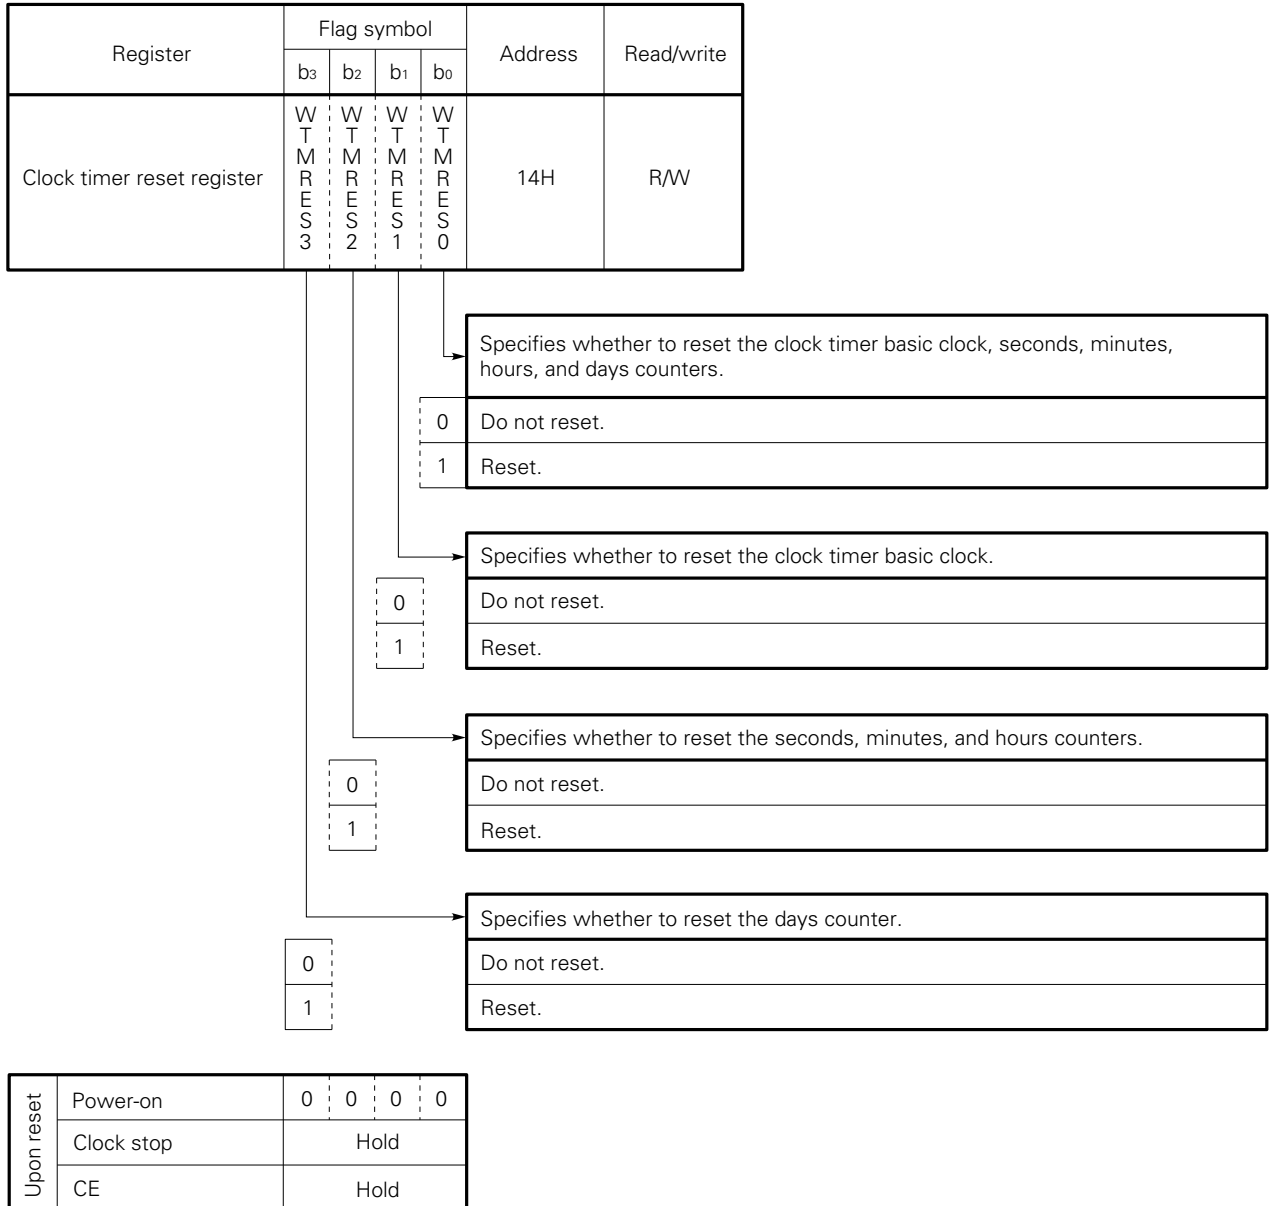 Register
Flag symbol
Address
Read/write
b3 b2 b1 b0
Clock timer reset register
WTMRES3
WTMRES2
WTMRES1
WTMRES0
14H
R/W
Specifies whether to reset the clock timer basic clock, seconds, minutes,
hours, and days counters.
0 Do not reset.
1 Reset.
Specifies whether to reset the clock timer basic clock.
0 Do not reset.
1 Reset.
Specifies whether to reset the seconds, minutes, and hours counters.
0 Do not reset.
1 Reset.
Specifies whether to reset the days counter.
0 Do not reset.
1 Reset.
Upon reset
Power-on 0 0 0 0
Clock stop Hold
CE Hold